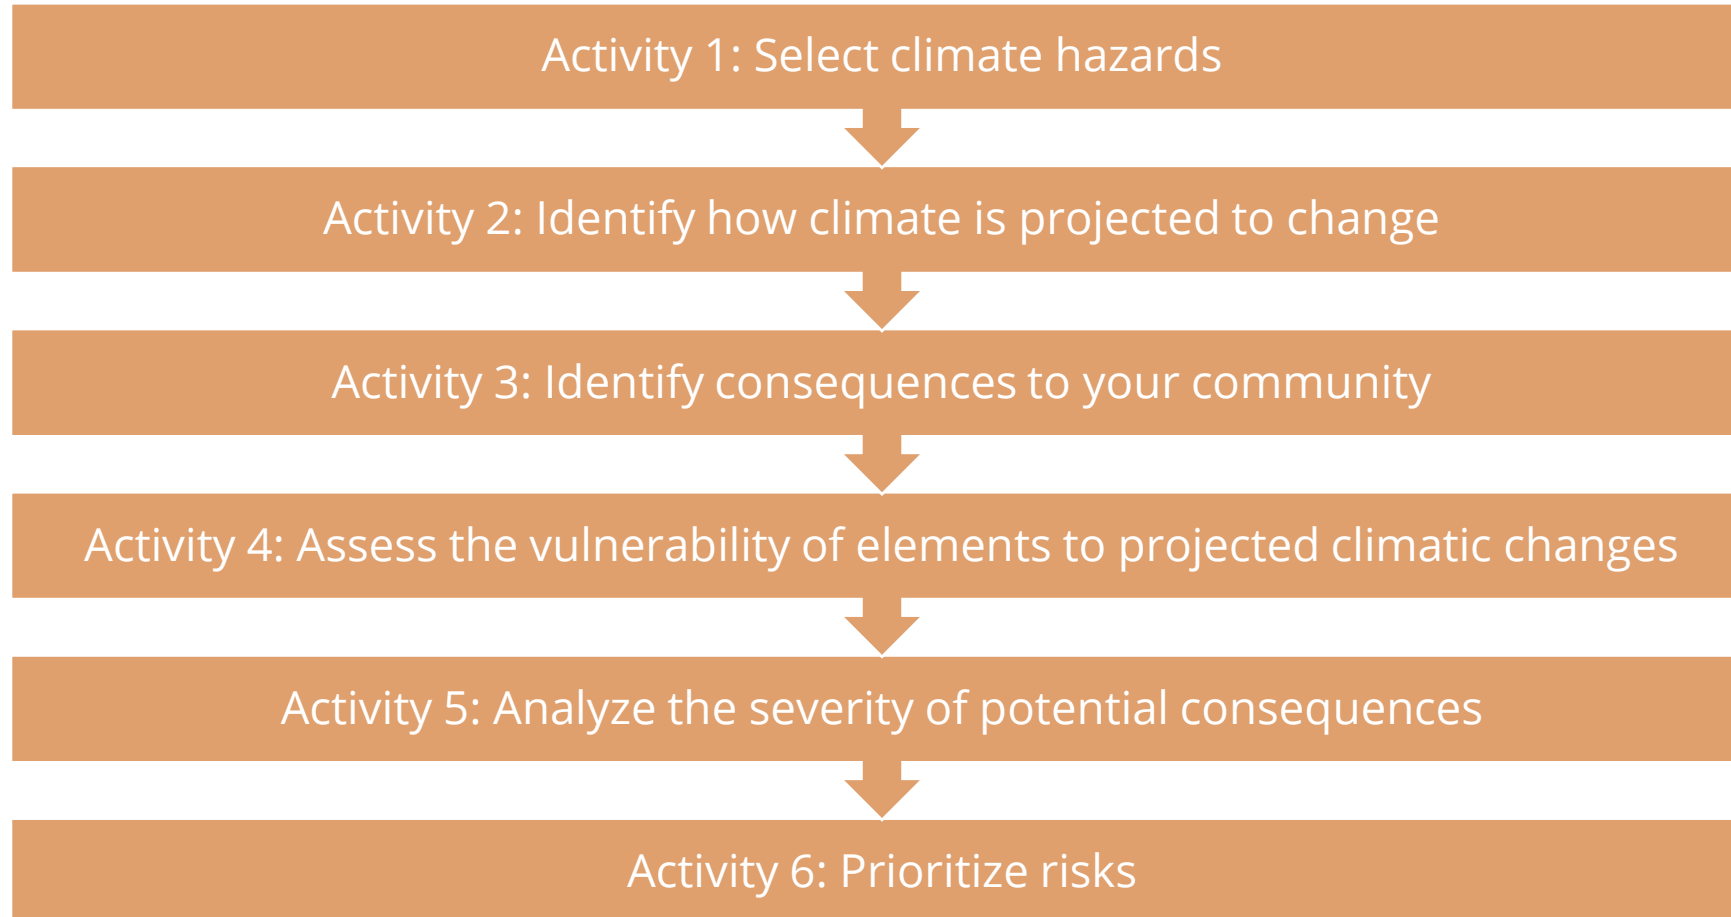 Activity 1: Select climate hazards
Activity 2: Identify how climate is projected to change
Activity 3: Identify consequences to your community
Activity 4: Assess the vulnerability of elements to projected climatic changes
Activity 5: Analyze the severity of potential consequences
Activity 6: Prioritize risks